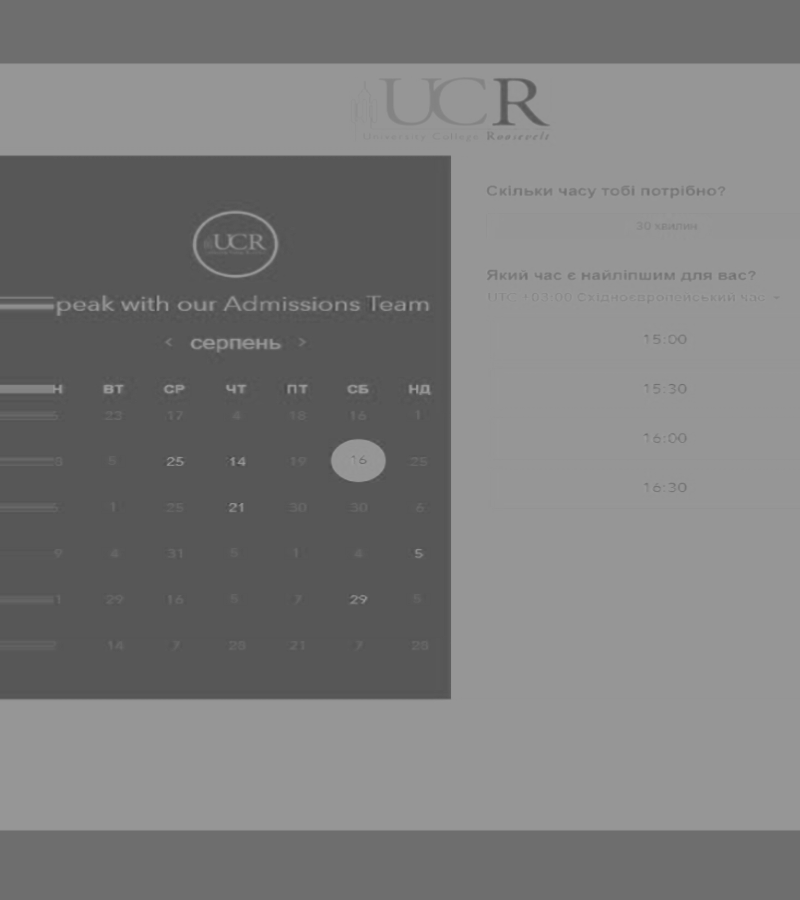 UCR
University College Roosevelt
UCR
peak with our Admissions Team
< серпень >
Н ВТ СР ЧТ ПТ СБ НД
23 17 4 18 16 1
5 25 14 19 16 25
1 25 21 30 30 6
9 4 31 5 1 4 5
1 29 16 5 7 29 5
14 7 28 21 7 28
Скільки часу тобі потрібно?
30 хвилин
Який час є найліпшим для вас?
UTC +03:00 Східноєвропейський час
15:00
15:30
16:00
16:30